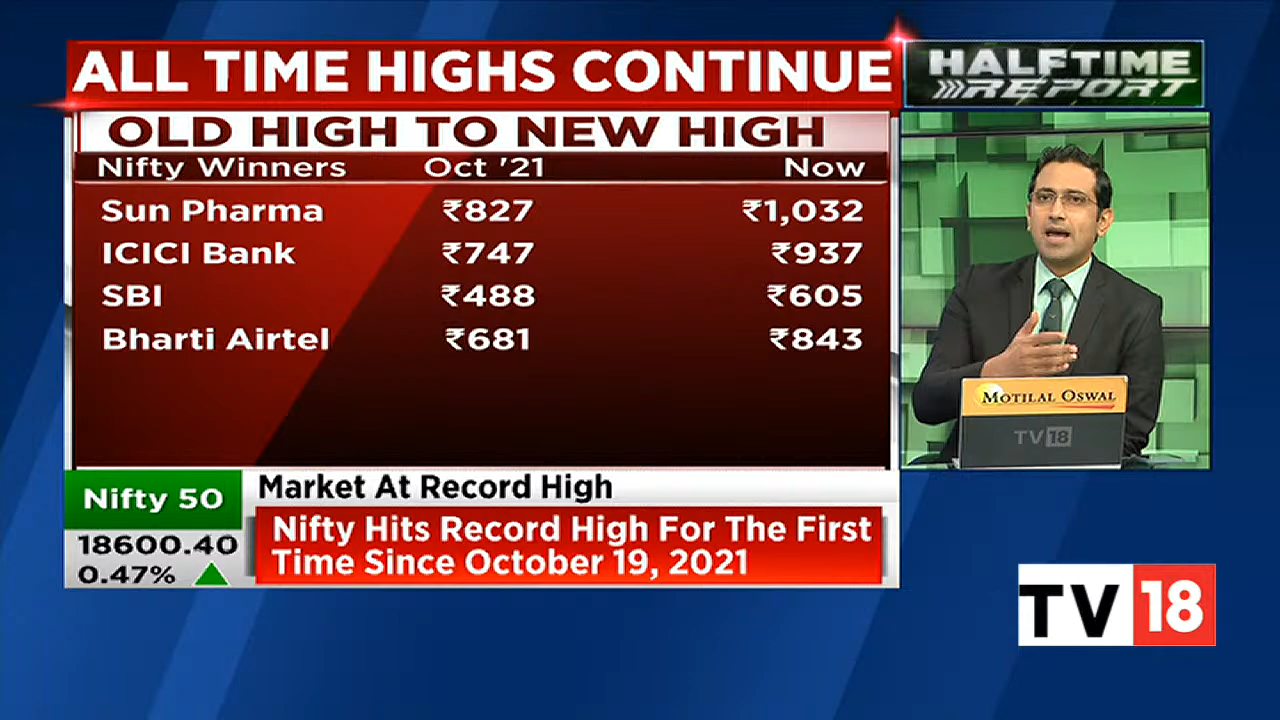 ALL TIME HIGHS CONTINUE
HALFTIME
REPORT
OLD HIGH TO NEW HIGH
Nifty Winners Oct '21 Now
Sun Pharma ₹827 ₹1,032
ICICI Bank ₹747 ₹937
SBI ₹488 ₹605
Bharti Airtel ₹681 ₹843
MOTILAL OSWAL
TV18
Nifty 50
18600.40
0.47%
Market At Record High
Nifty Hits Record High For The First
Time Since October 19, 2021
TV18